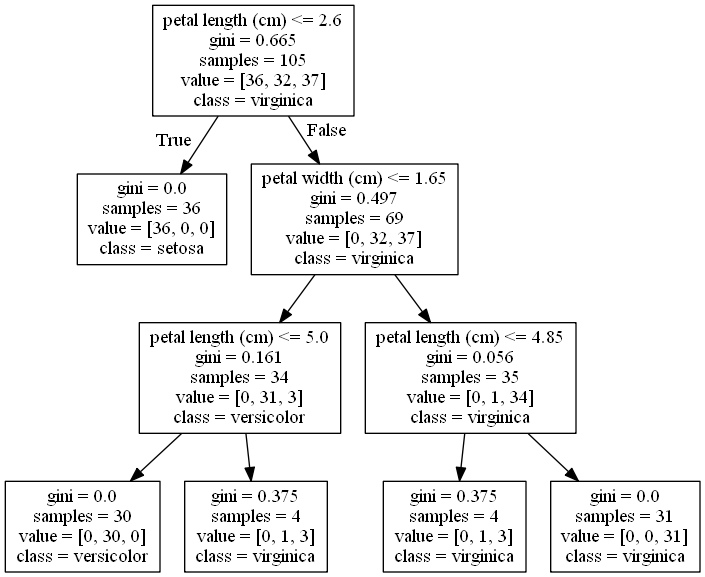 petal length (cm) <= 2.6
gini = 0.665
samples = 105
value = [36, 32, 37]
class = virginica
True
False
gini = 0.0
samples = 36
value = [36, 0, 0]
class = setosa
petal width (cm) <= 1.65
gini = 0.497
samples = 69
value = [0, 32, 37]
class = virginica
petal length (cm) <= 5.0
gini = 0.161
samples = 34
value = [0, 31, 3]
class = versicolor
petal length (cm) <= 4.85
gini = 0.056
samples = 35
value = [0, 1, 34]
class = virginica
gini = 0.0
samples = 30
value = [0, 30, 0]
class = versicolor
gini = 0.375
samples = 4
value = [0, 1, 3]
class = virginica
gini = 0.375
samples = 4
value = [0, 1, 3]
class = virginica
gini = 0.0
samples = 31
value = [0, 0, 31]
class = virginica